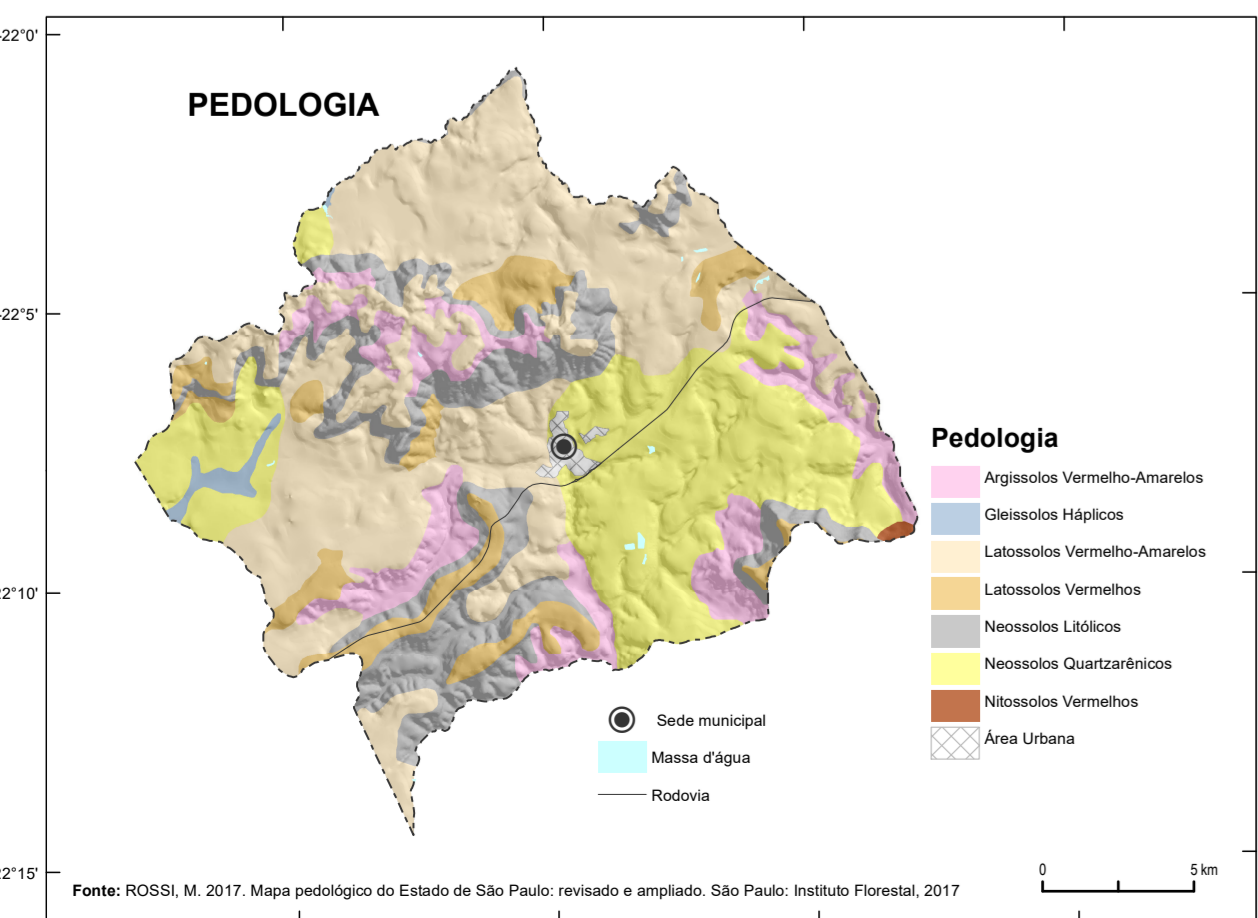 22°0'
PEDOLOGIA
22°5'
22°10'
22°15'
Pedologia
Argissolos Vermelho-Amarelos
Gleissolos Háplicos
Latossolos Vermelho-Amarelos
Latossolos Vermelhos
Neossolos Litólicos
Neossolos Quartzarênicos
Nitossolos Vermelhos
Área Urbana
Sede municipal
Massa d'água
Rodovia
0 5 km
Fonte: ROSSI, M. 2017. Mapa pedológico do Estado de São Paulo: revisado e ampliado. São Paulo: Instituto Florestal, 2017